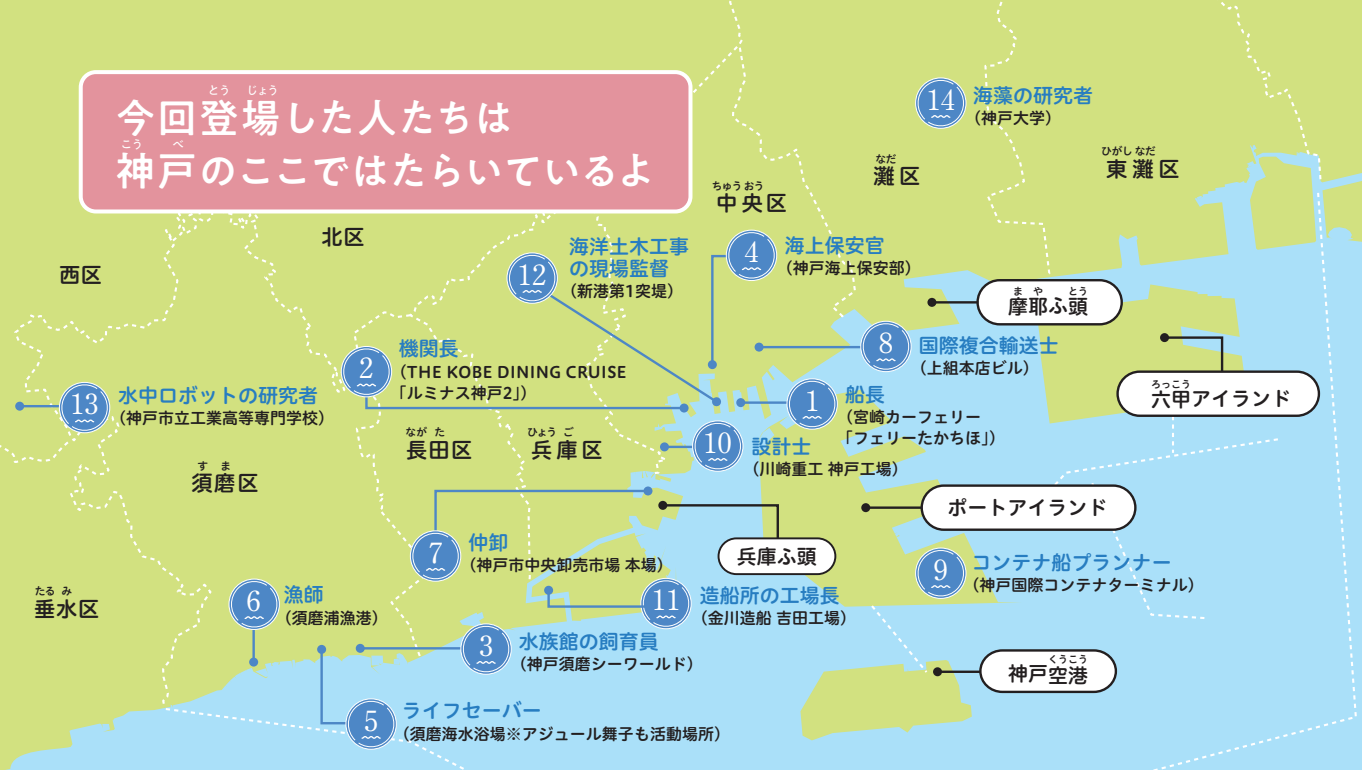 今回登場した人たちは
とう じょう
神戸のここではたらいているよ
こう べ
14 海藻の研究者
(神戸大学)
なだ
灘区
ひがし なだ
東灘区
ちゅう おう
中央区
北区
西区
12 海洋土木工事
の現場監督
(新港第1突堤)
4 海上保安官
(神戸海上保安部)
ま や とう
摩耶ふ頭
8 国際複合輸送士
(上組本店ビル)
2 機関長
(THE KOBE DINING CRUISE
「ルミナス神戸2」)
13 水中ロボットの研究者
(神戸市立工業高等専門学校)
1 船長
(宮崎カーフェリー
「フェリーたかちほ」)
ろっこう
六甲アイランド
なが た
長田区
ひょう ご
兵庫区
10 設計士
(川崎重工 神戸工場)
す ま
須磨区
ポートアイランド
7 仲卸
(神戸市中央卸売市場 本場)
兵庫ふ頭
9 コンテナ船プランナー
(神戸国際コンテナターミナル)
たる み
垂水区
6 漁師
(須磨浦漁港)
11 造船所の工場長
(金川造船 吉田工場)
3 水族館の飼育員
(神戸須磨シーワールド)
くうこう
神戸空港
5 ライフセーバー
(須磨海水浴場※アジュール舞子も活動場所)